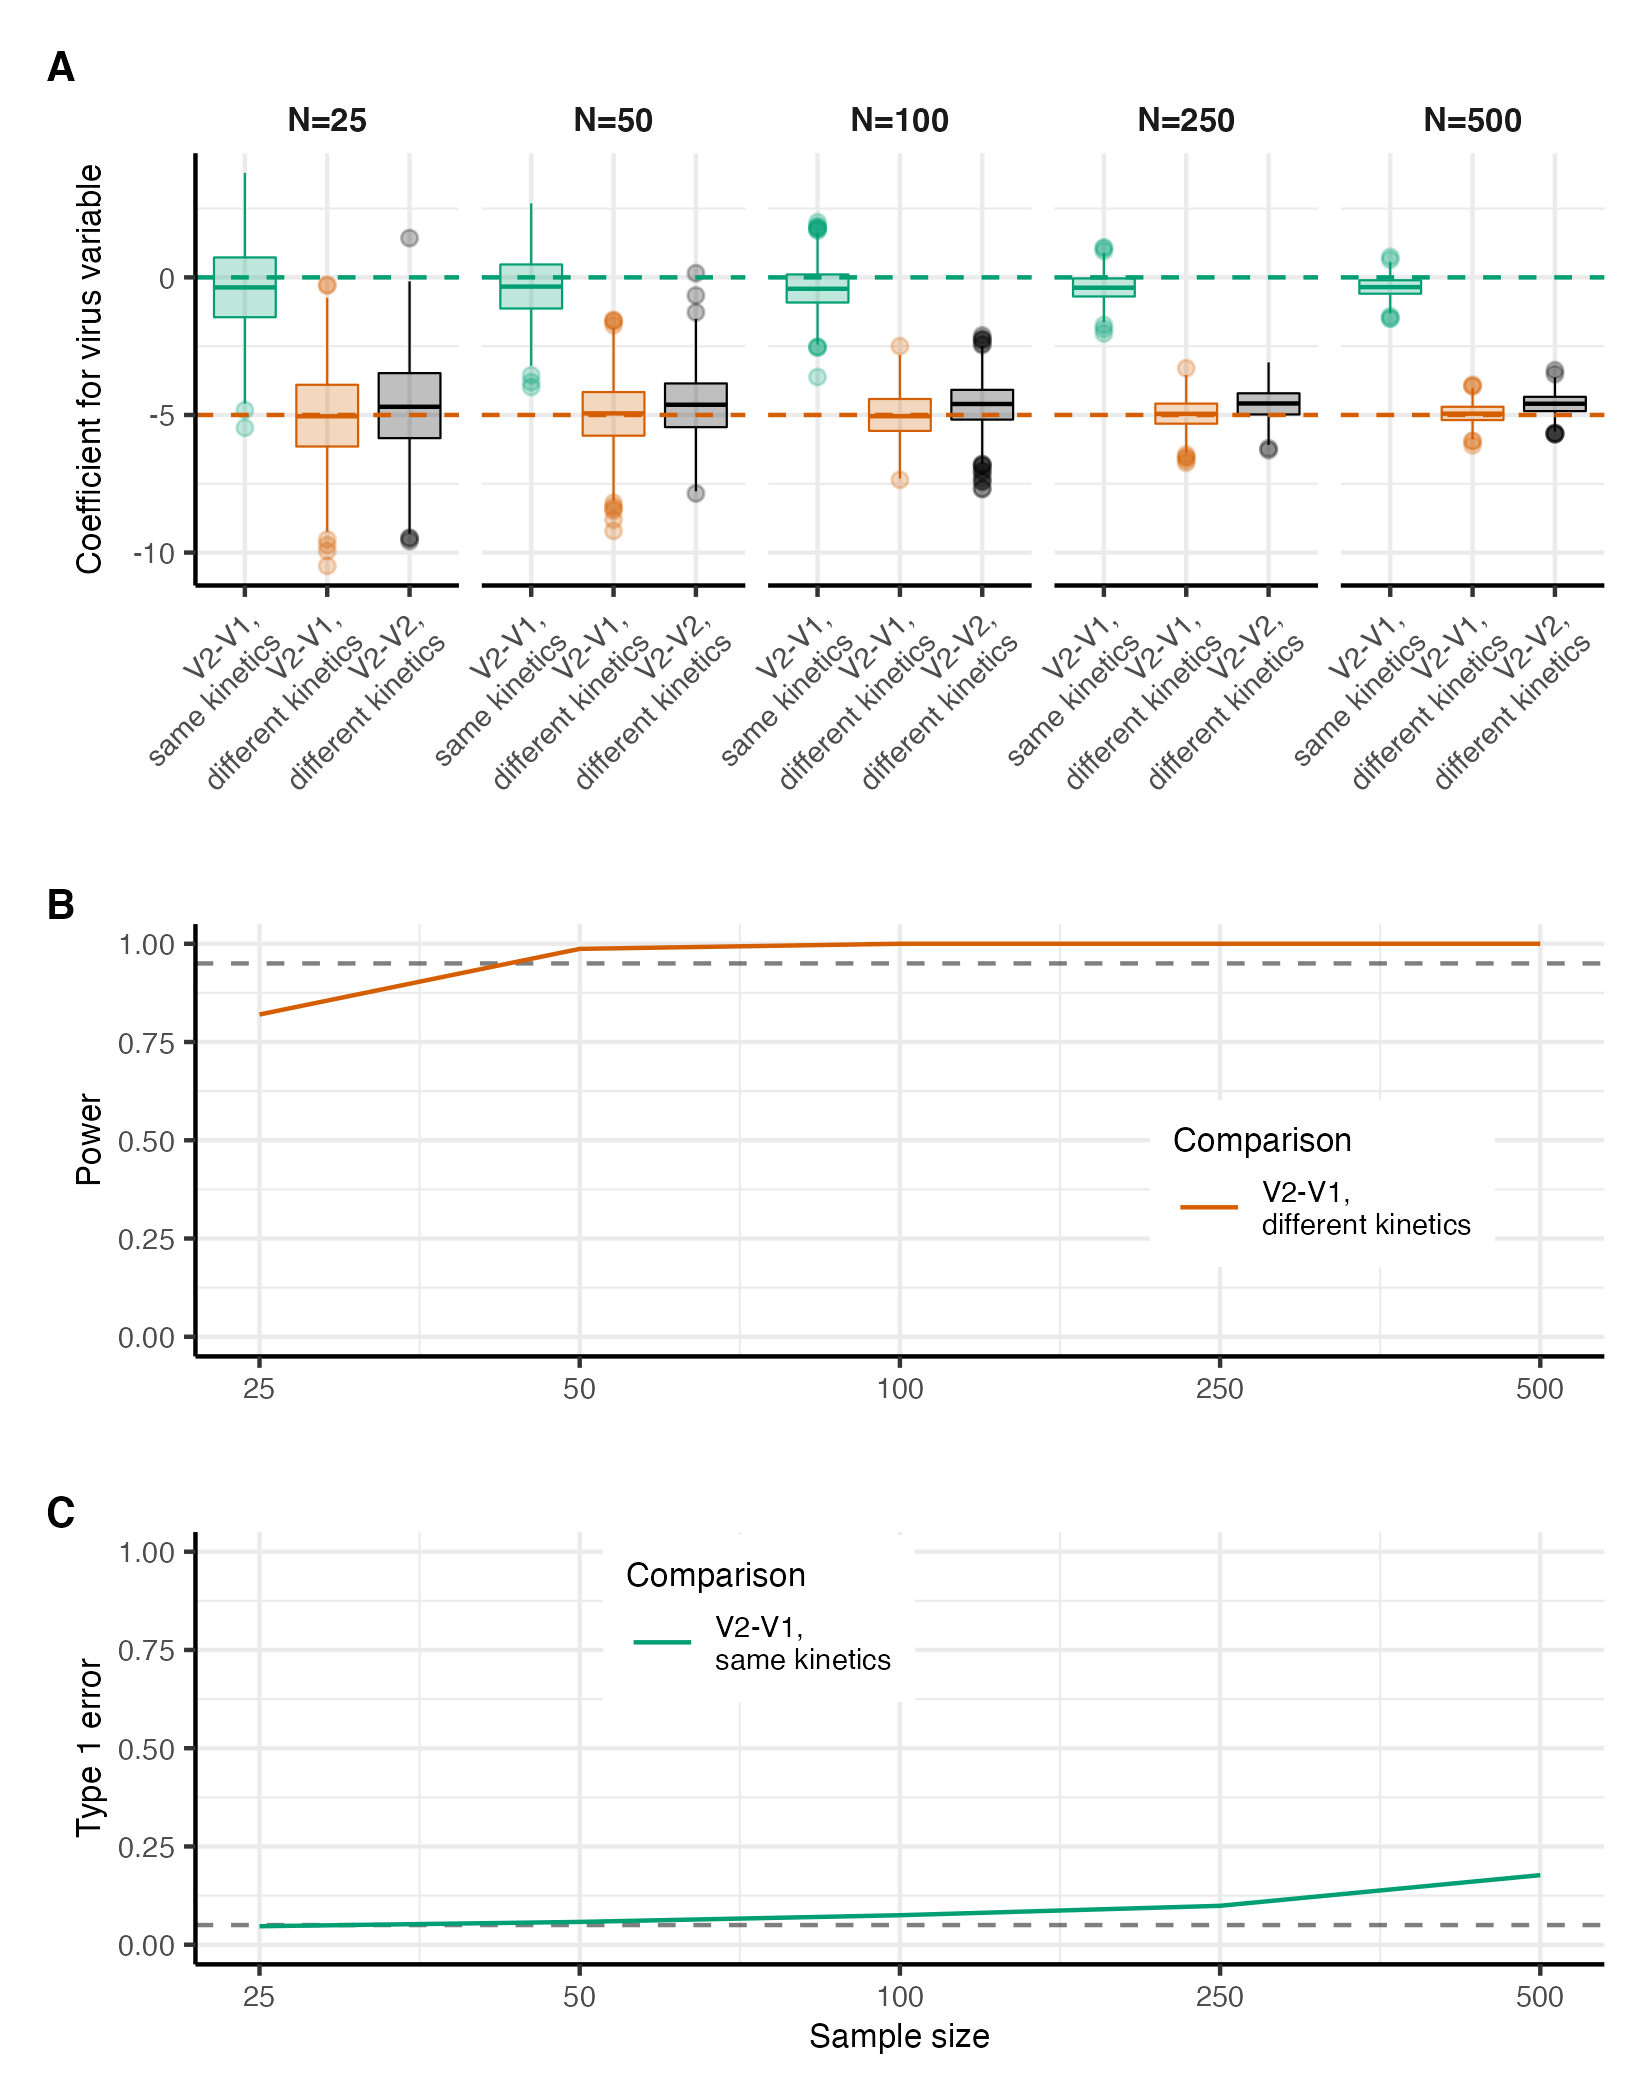 A
N=25
N=50
N=100
N=250
N=500
Coefficient for virus variable
0
-5
-10
V2-V1,
same kinetics
V2-V1,
different kinetics
V2-V2,
different kinetics
V2-V1,
same kinetics
V2-V1,
different kinetics
V2-V2,
different kinetics
V2-V1,
same kinetics
V2-V1,
different kinetics
V2-V2,
different kinetics
V2-V1,
same kinetics
V2-V1,
different kinetics
V2-V2,
different kinetics
V2-V1,
same kinetics
V2-V1,
different kinetics
V2-V2,
different kinetics
B
Power
1.00
0.75
0.50
0.25
0.00
Comparison
V2-V1,
different kinetics
25
50
100
250
500
C
Type 1 error
1.00
0.75
0.50
0.25
0.00
Comparison
V2-V1,
same kinetics
25
50
100
250
500
Sample size